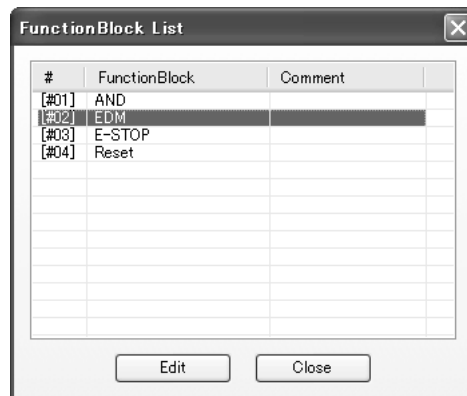 FunctionBlock List
# FunctionBlock Comment
[#01] AND
[#02] EDM
[#03] E-STOP
[#04] Reset
Edit Close